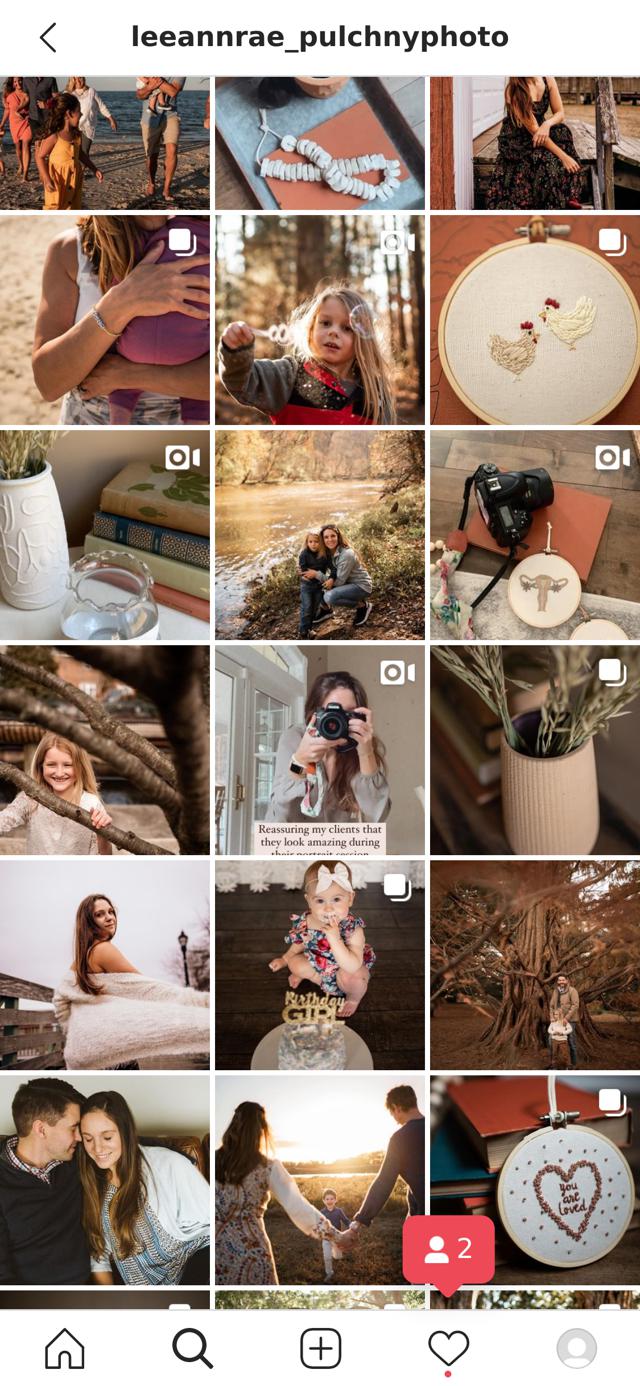 leeannrae_pulchnyphoto
Reassuring my clients that
they look amazing during
their portrait session
Birthday
GIRL
you
are
loved
2